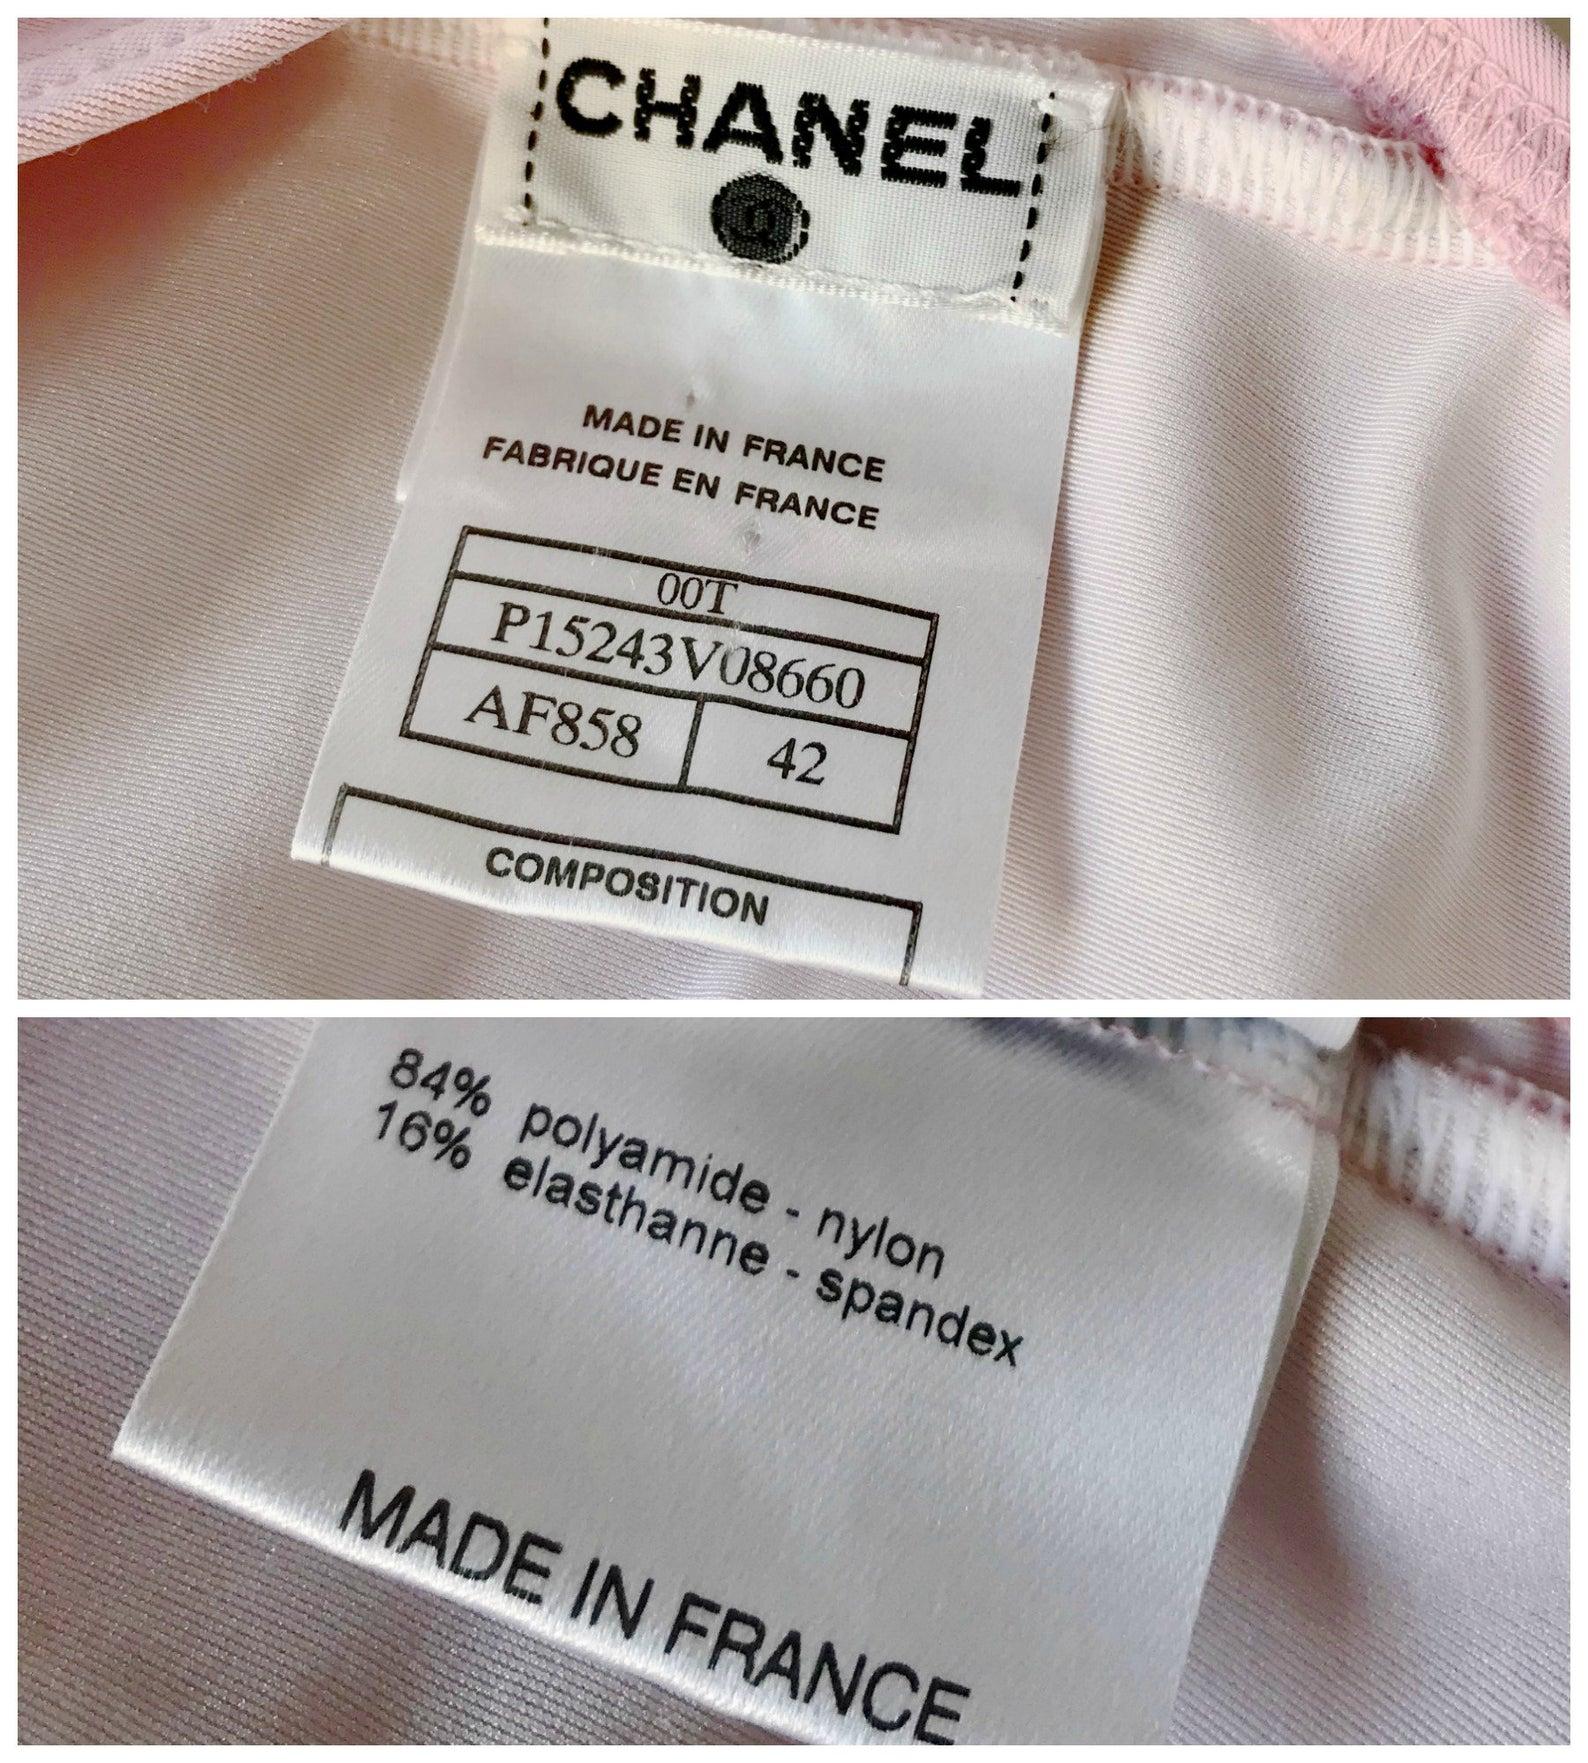 CHANEL
MADE IN FRANCE
FABRIQUE EN FRANCE
00T
P15243V08660
AF858 42
COMPOSITION
84% polyamide - nylon
16% elasthanne - spandex
MADE IN FRANCE